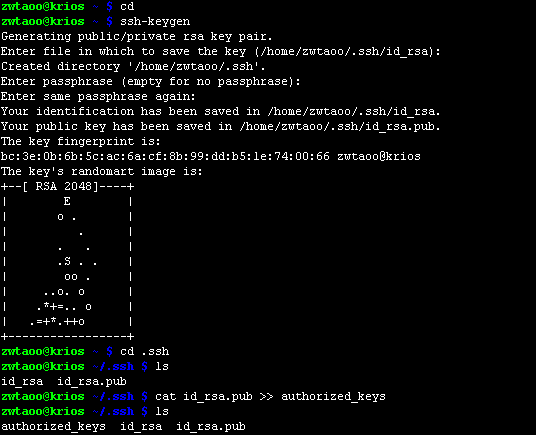 zwtaoo@krios ~ $ cd
zwtaoo@krios ~ $ ssh-keygen
Generating public/private rsa key pair.
Enter file in which to save the key (/home/zwtaoo/.ssh/id_rsa):
Created directory '/home/zwtaoo/.ssh'.
Enter passphrase (empty for no passphrase):
Enter same passphrase again:
Your identification has been saved in /home/zwtaoo/.ssh/id_rsa.
Your public key has been saved in /home/zwtaoo/.ssh/id_rsa.pub.
The key fingerprint is:
bc:3e:0b:6b:5c:ac:6a:cf:8b:99:dd:b5:1e:74:00:66 zwtaoo@krios
The key's randomart image is:
+--[ RSA 2048]----+
|        E        |
|       o .       |
|          .      |
|       .   .     |
|       .S . .    |
|        oo .     |
|     ..o. o      |
|    .*+=.. o     |
|   .=+*.++o      |
+-----------------+
zwtaoo@krios ~ $ cd .ssh
zwtaoo@krios ~/.ssh $ ls
id_rsa  id_rsa.pub
zwtaoo@krios ~/.ssh $ cat id_rsa.pub >> authorized_keys
zwtaoo@krios ~/.ssh $ ls
authorized_keys  id_rsa  id_rsa.pub